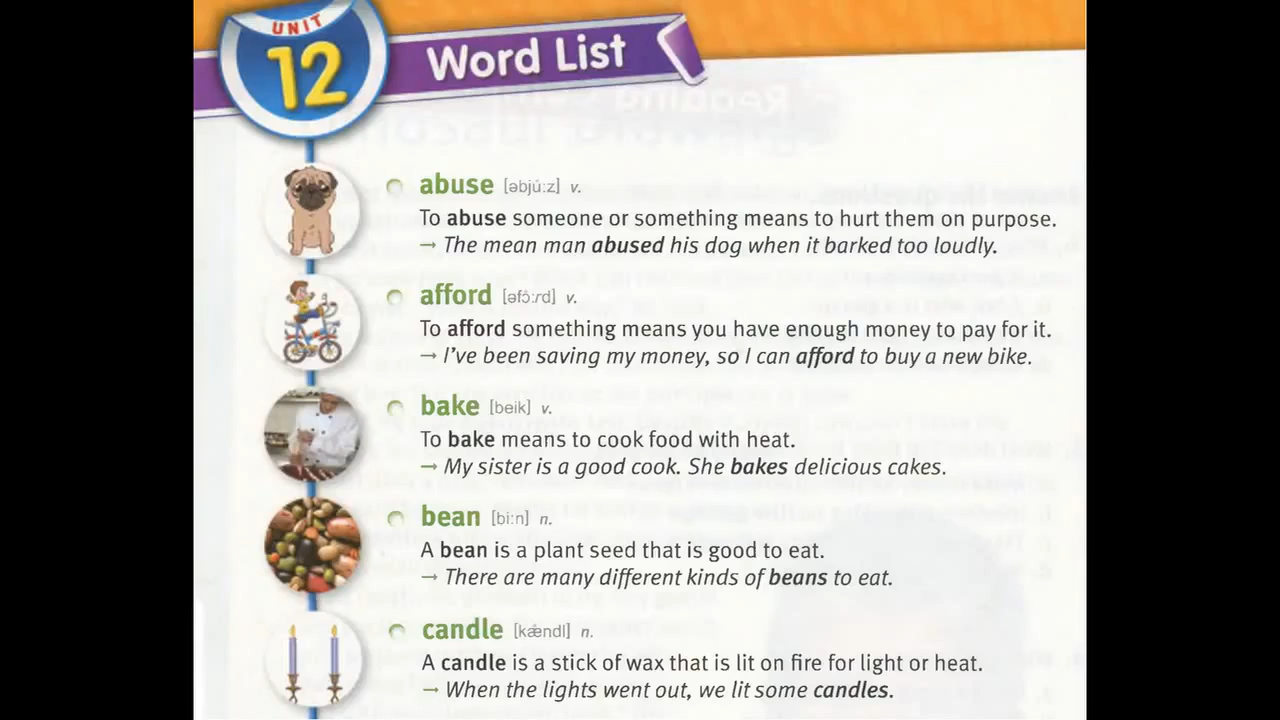 UNIT
12
Word List
abuse [əbjúːz] v.
To abuse someone or something means to hurt them on purpose.
→ The mean man abused his dog when it barked too loudly.
afford [əfɔ́ːrd] v.
To afford something means you have enough money to pay for it.
→ I've been saving my money, so I can afford to buy a new bike.
bake [beik] v.
To bake means to cook food with heat.
→ My sister is a good cook. She bakes delicious cakes.
bean [biːn] n.
A bean is a plant seed that is good to eat.
→ There are many different kinds of beans to eat.
candle [kǽndl] n.
A candle is a stick of wax that is lit on fire for light or heat.
→ When the lights went out, we lit some candles.